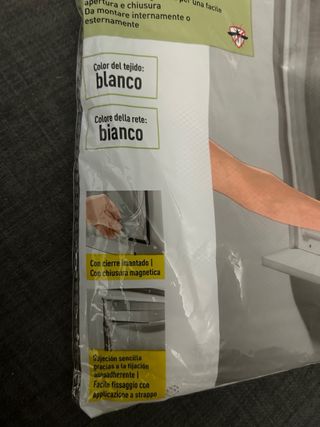 per una facile
apertura e chiusura
Da montare internamente o
esternamente
Color del tejido:
blanco
Colore della rete:
bianco
Con cierre imantado |
Con chiusura magnetica
Sujeción sencilla
gracias a la fijación
autoadherente |
Facile fissaggio con
applicazione a strappo